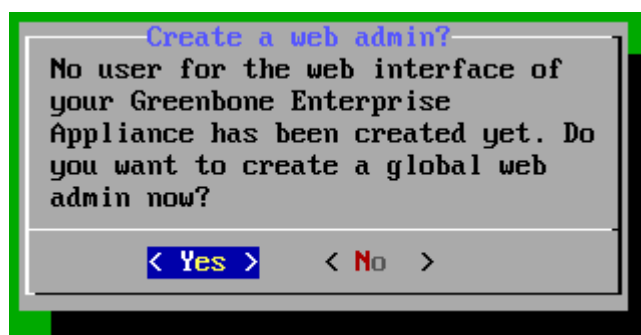 Create a web admin?
No user for the web interface of
your Greenbone Enterprise
Appliance has been created yet. Do
you want to create a global web
admin now?
< Yes > < No >